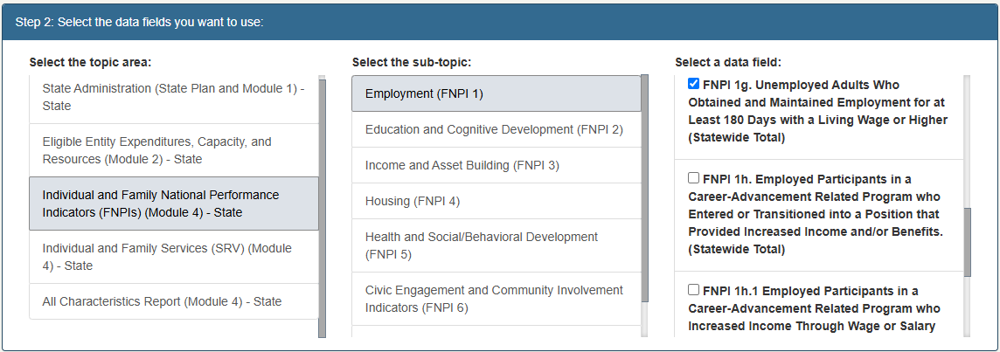 Step 2: Select the data fields you want to use:
Select the topic area:
State Administration (State Plan and Module 1) -
State
Eligible Entity Expenditures, Capacity, and
Resources (Module 2) - State
Individual and Family National Performance
Indicators (FNPIs) (Module 4) - State
Individual and Family Services (SRV) (Module
4) - State
All Characteristics Report (Module 4) - State
Select the sub-topic:
Employment (FNPI 1)
Education and Cognitive Development (FNPI 2)
Income and Asset Building (FNPI 3)
Housing (FNPI 4)
Health and Social/Behavioral Development
(FNPI 5)
Civic Engagement and Community Involvement
Indicators (FNPI 6)
Select a data field:
FNPI 1g. Unemployed Adults Who
Obtained and Maintained Employment for at
Least 180 Days with a Living Wage or Higher
(Statewide Total)
FNPI 1h. Employed Participants in a
Career-Advancement Related Program who
Entered or Transitioned into a Position that
Provided Increased Income and/or Benefits.
(Statewide Total)
FNPI 1h.1 Employed Participants in a
Career-Advancement Related Program who
Increased Income Through Wage or Salary